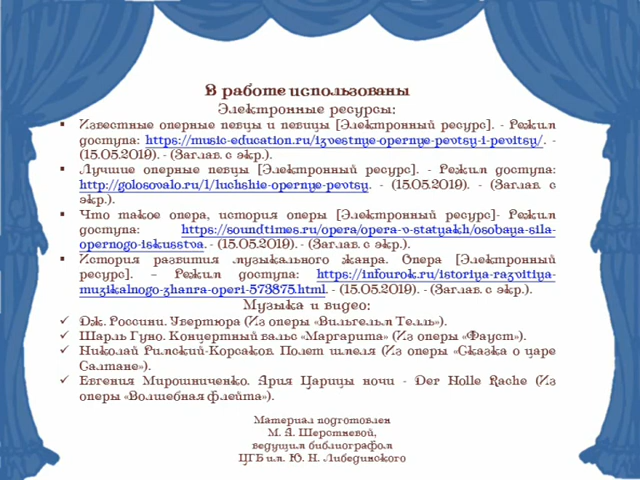 В работе использованы
Электронные ресурсы:
▪ Известные оперные певцы и певицы [Электронный ресурс]. - Режим
доступа: https://music-education.ru/izvestnye-opernye-pevtsy-i-pevitsy/. -
(15.05.2019). - (Заглав. с экр.).
▪ Лучшие оперные певцы [Электронный ресурс]. - Режим доступа:
http://golosovalo.ru/1/luchshie-opernye-pevtsy. - (15.05.2019). - (Заглав. с
экр.).
▪ Что такое опера, история оперы [Электронный ресурс]- Режим
доступа: https://soundtimes.ru/opera/opera-v-statyakh/osobaya-sila-
opernogo-iskusstva. - (15.05.2019). - (Заглав. с экр.).
▪ История развития музыкального жанра. Опера [Электронный
ресурс]. – Режим доступа: https://infourok.ru/istoriya-razvitiya-
muzikalnogo-zhanra-operi-573875.html. - (15.05.2019). - (Заглав. с экр.).
Музыка и видео:
✓ Дж. Россини. Увертюра (Из оперы «Вильгельм Телль»).
✓ Шарль Гуно. Концертный вальс «Маргарита» (Из оперы «Фауст»).
✓ Николай Римский-Корсаков. Полет шмеля (Из оперы «Сказка о царе
Салтане»).
✓ Евгения Мирошниченко. Ария Царицы ночи - Der Holle Rache (Из
оперы «Волшебная флейта»).
Материал подготовлен
М. А. Шерстневой,
ведущим библиографом
ЦГБ им. Ю. Н. Либединского